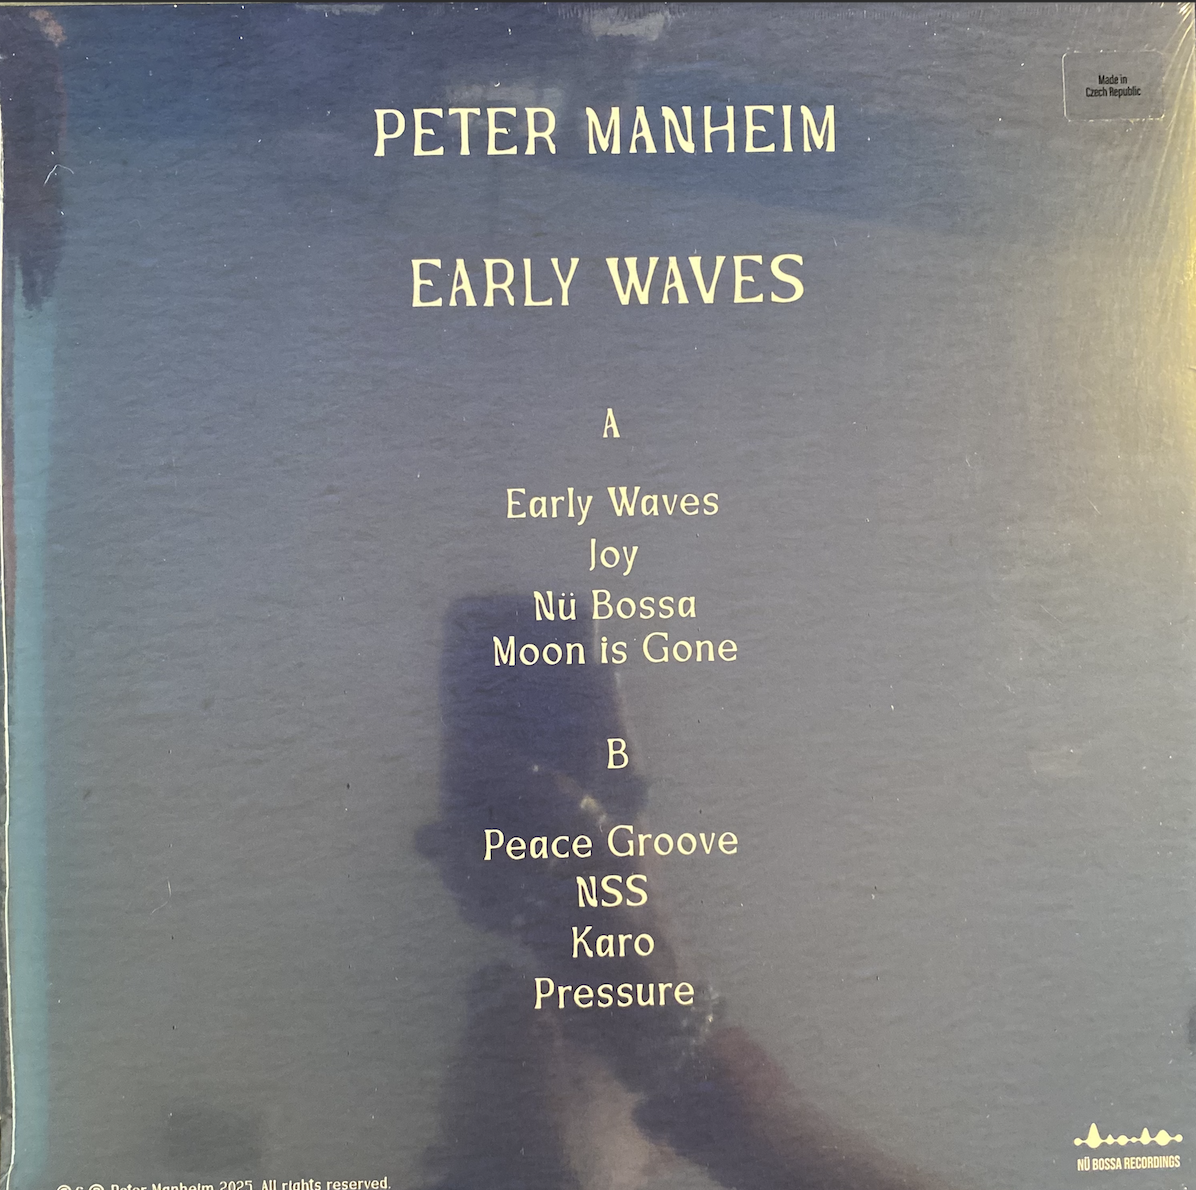 Made in
Czech Republic
PETER MANHEIM
EARLY WAVES
A
Early Waves
Joy
Nü Bossa
Moon is Gone
B
Peace Groove
NSS
Karo
Pressure
NÜ BOSSA RECORDINGS
℗ & © Peter Manheim 2025. All rights reserved.